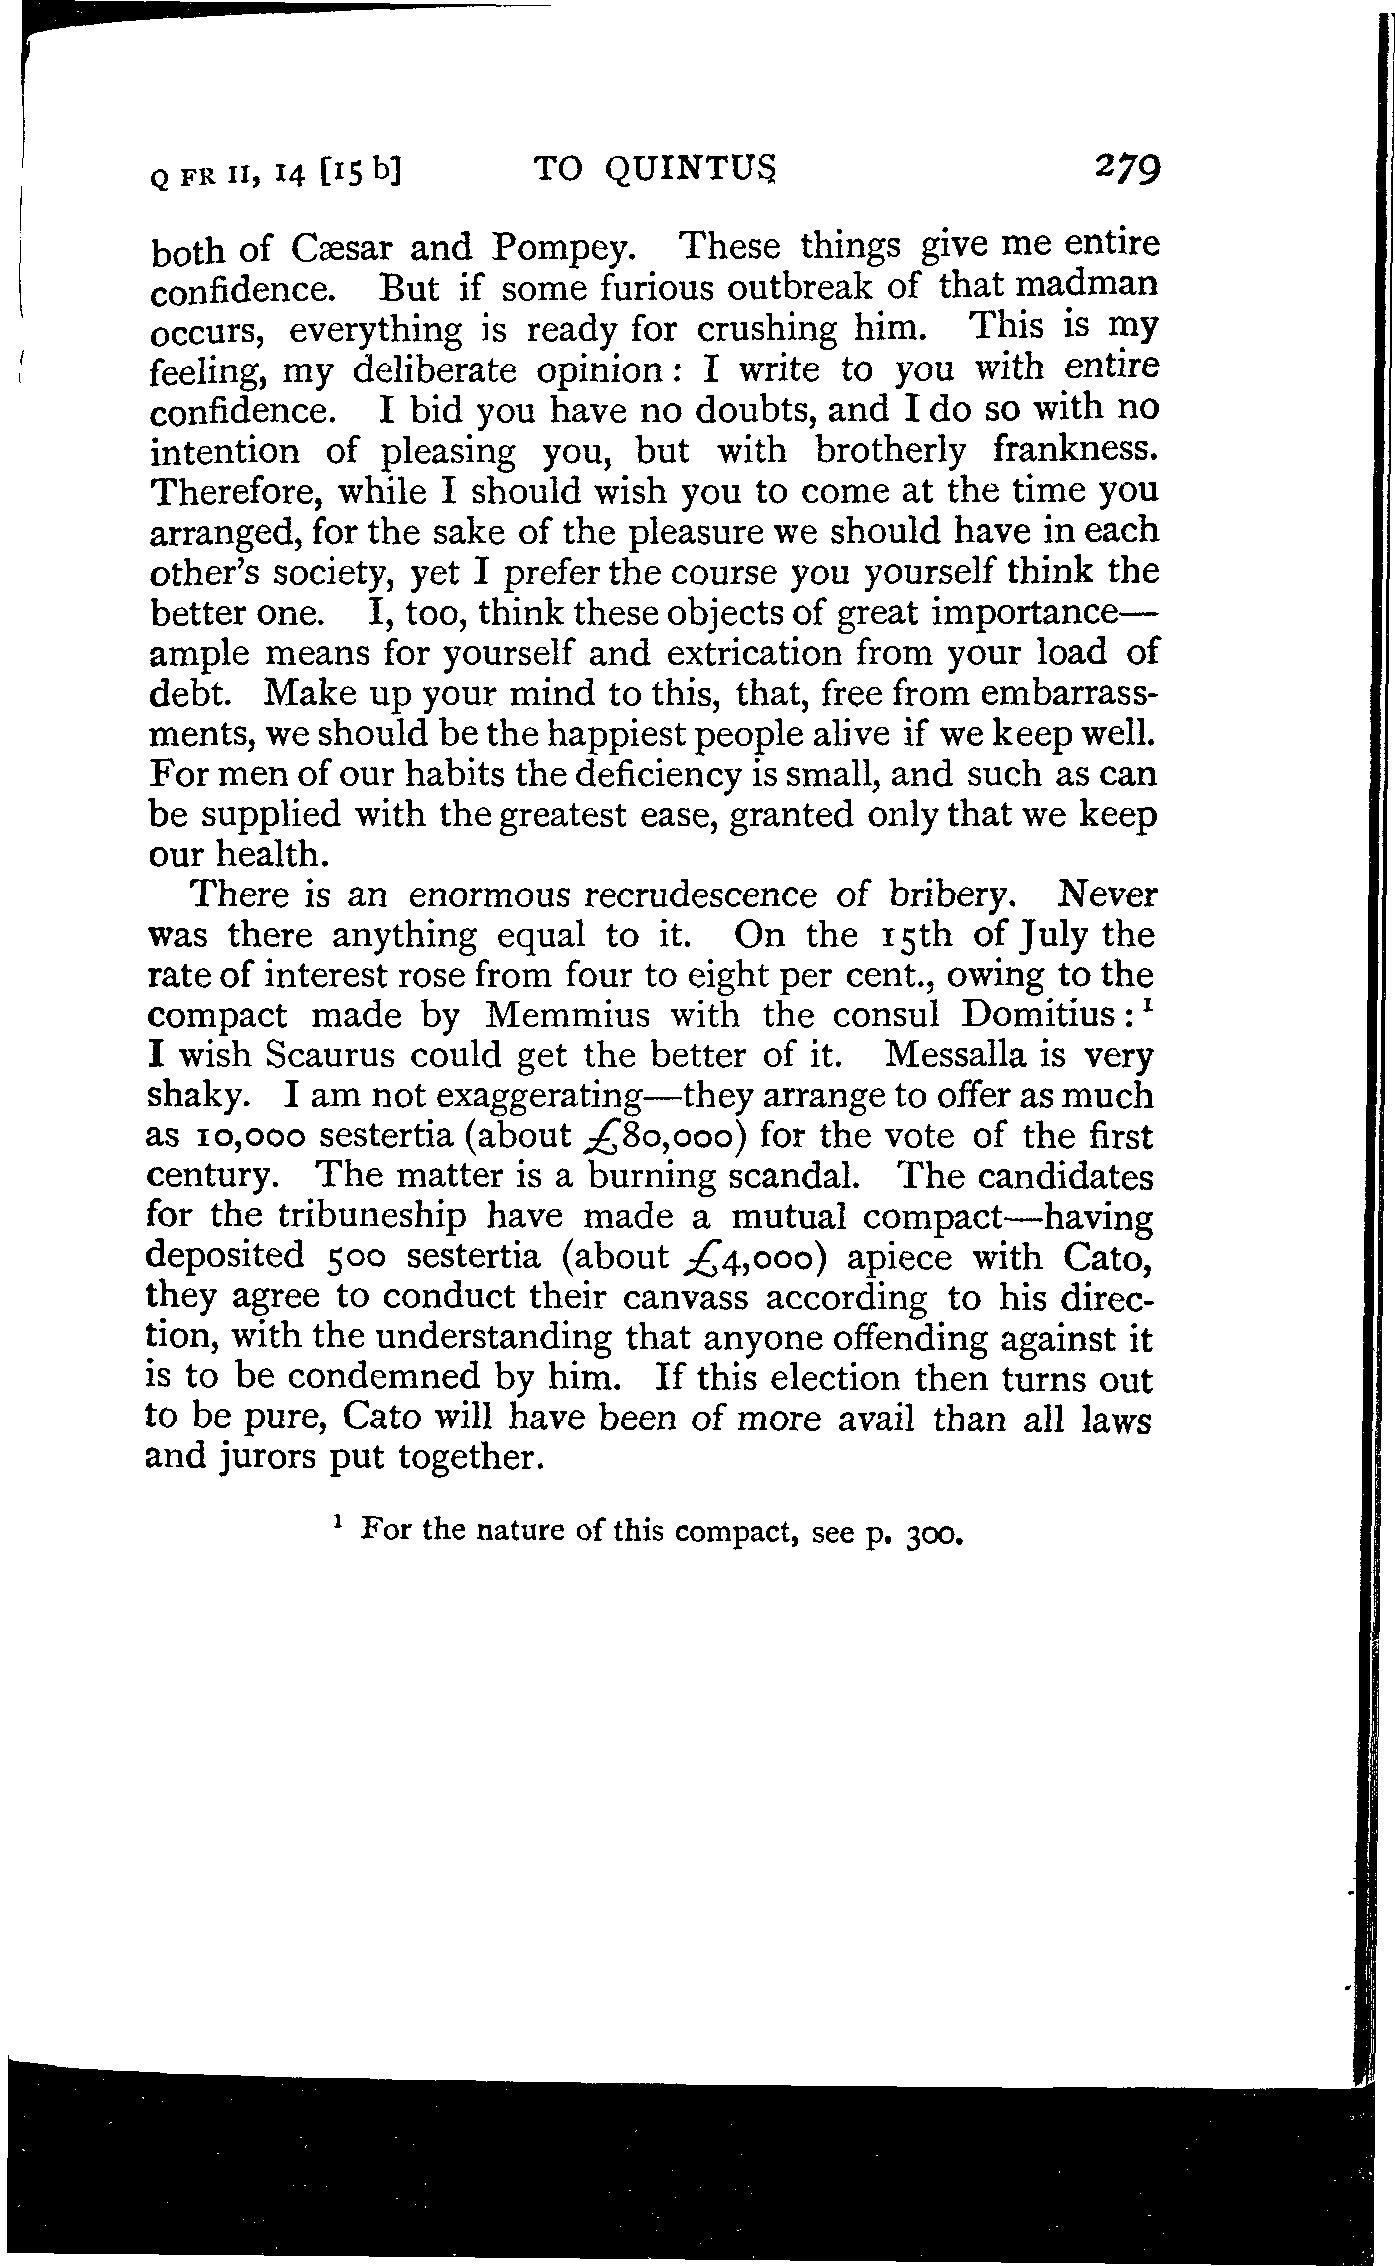 Q FR II, 14 [15 b] TO QUINTUS 279
both of Cæsar and Pompey. These things give me entire
confidence. But if some furious outbreak of that madman
occurs, everything is ready for crushing him. This is my
feeling, my deliberate opinion: I write to you with entire
confidence. I bid you have no doubts, and I do so with no
intention of pleasing you, but with brotherly frankness.
Therefore, while I should wish you to come at the time you
arranged, for the sake of the pleasure we should have in each
other's society, yet I prefer the course you yourself think the
better one. I, too, think these objects of great importance—
ample means for yourself and extrication from your load of
debt. Make up your mind to this, that, free from embarrass-
ments, we should be the happiest people alive if we keep well.
For men of our habits the deficiency is small, and such as can
be supplied with the greatest ease, granted only that we keep
our health.
There is an enormous recrudescence of bribery. Never
was there anything equal to it. On the 15th of July the
rate of interest rose from four to eight per cent., owing to the
compact made by Memmius with the consul Domitius:¹
I wish Scaurus could get the better of it. Messalla is very
shaky. I am not exaggerating—they arrange to offer as much
as 10,000 sestertia (about £80,000) for the vote of the first
century. The matter is a burning scandal. The candidates
for the tribuneship have made a mutual compact—having
deposited 500 sestertia (about £4,000) apiece with Cato,
they agree to conduct their canvass according to his direc-
tion, with the understanding that anyone offending against it
is to be condemned by him. If this election then turns out
to be pure, Cato will have been of more avail than all laws
and jurors put together.
¹ For the nature of this compact, see p. 300.